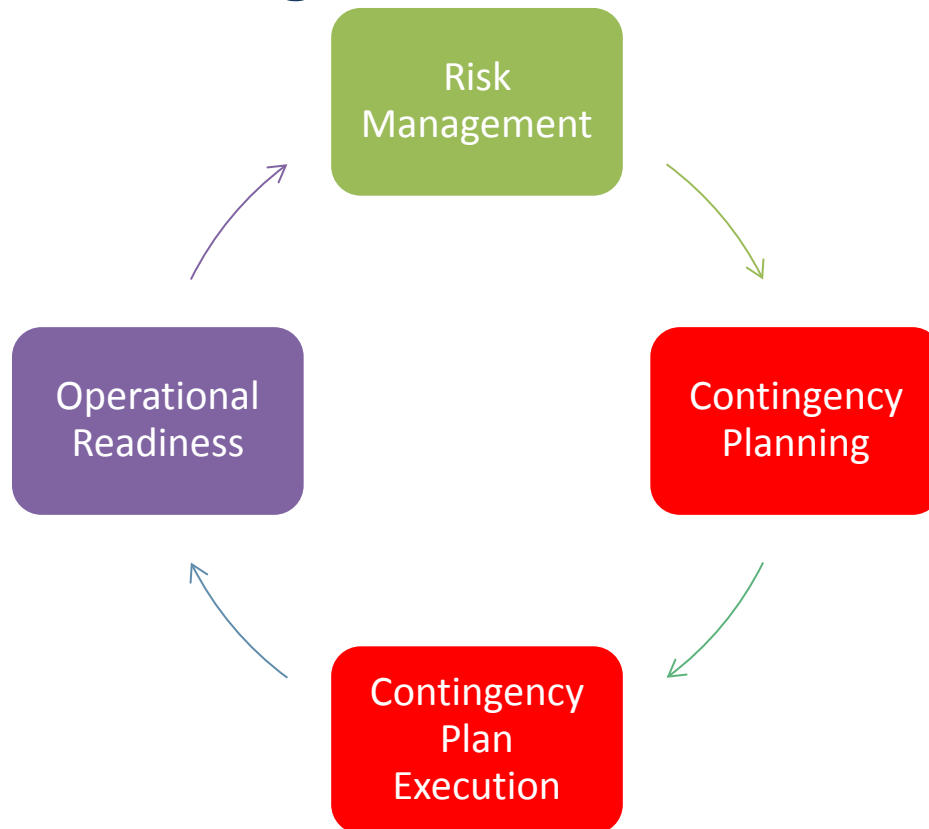 Risk
Management
Operational
Readiness
Contingency
Planning
Contingency
Plan
Execution